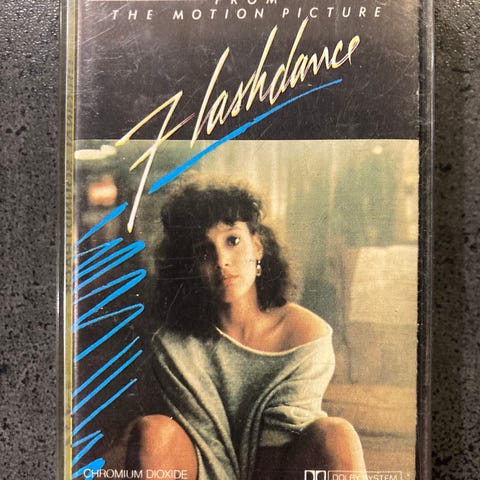 FROM
THE MOTION PICTURE
Flashdance
CHROMIUM DIOXIDE
DOLBY SYSTEM